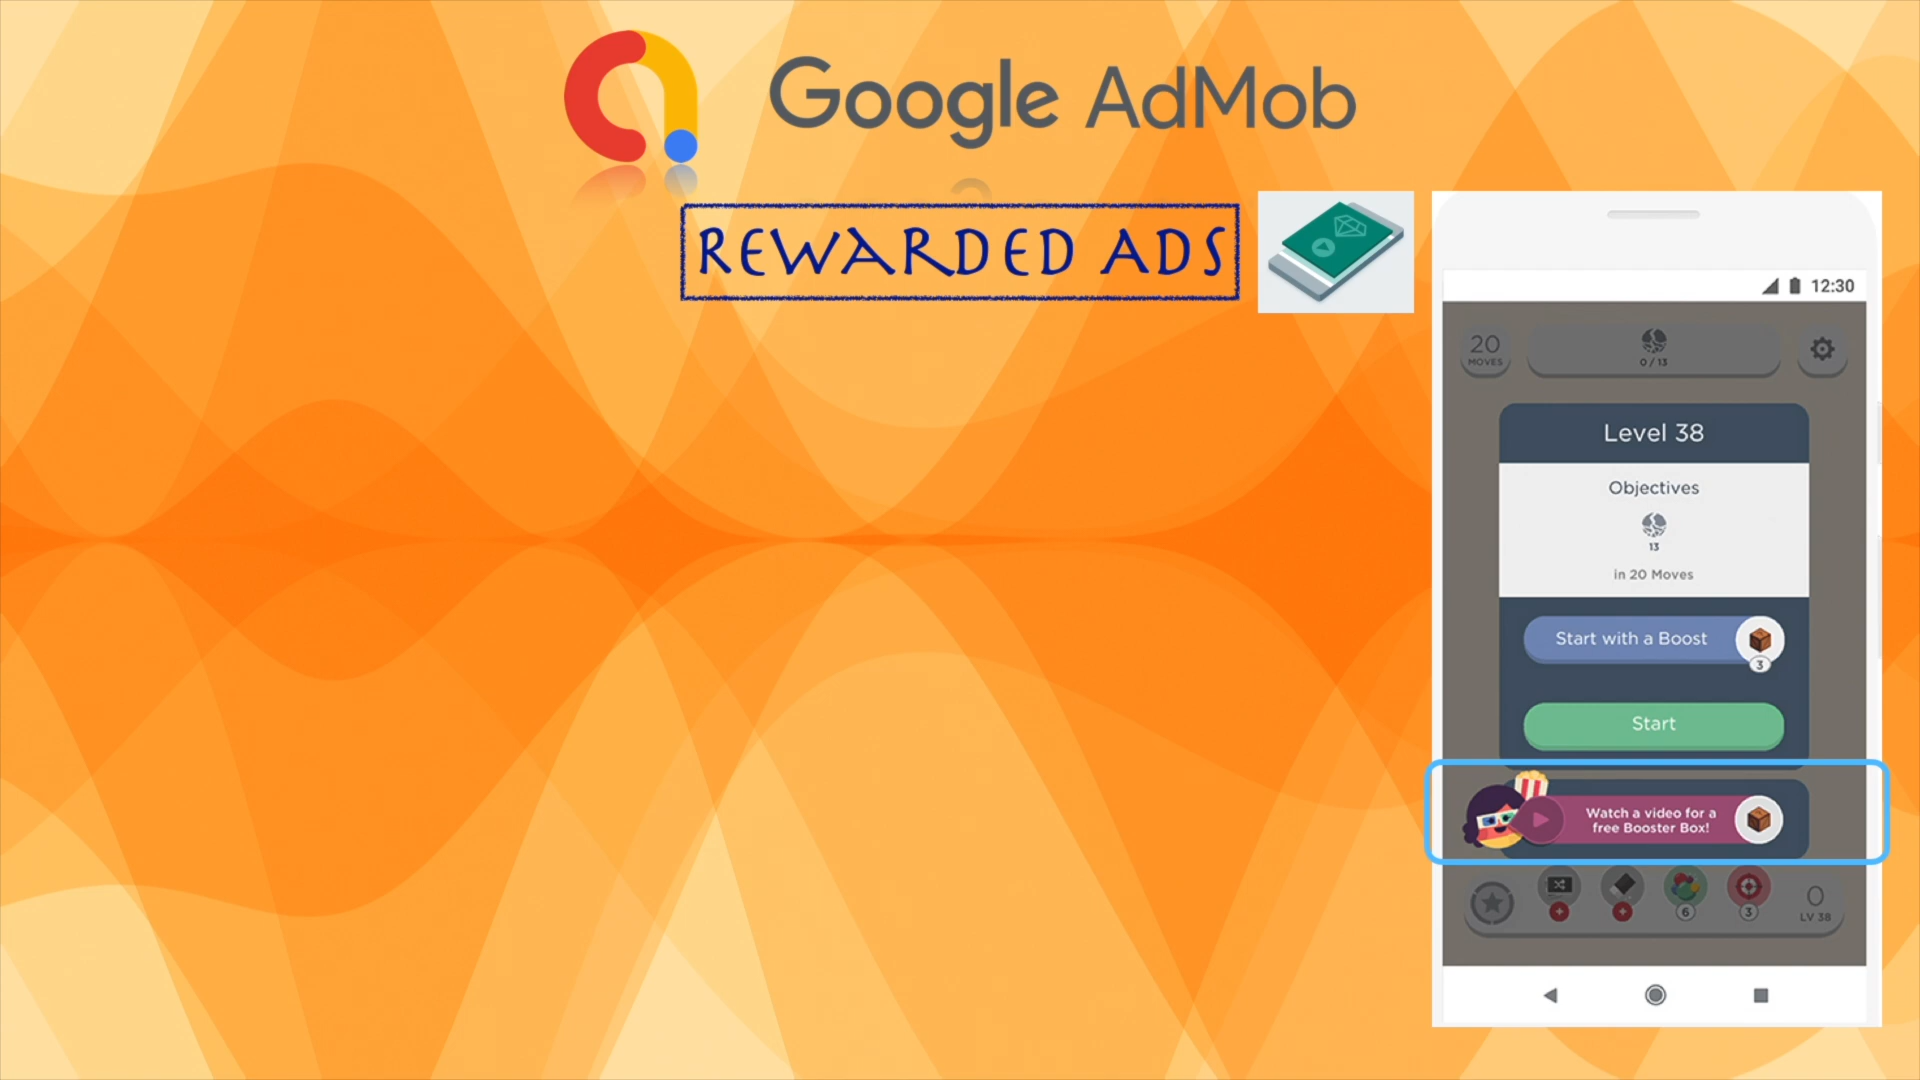 Google AdMob
REWARDED ADS
12:30
20
MOVES
0 / 13
Level 38
Objectives
13
in 20 Moves
Start with a Boost
3
Start
Watch a video for a
free Booster Box!
6
3
0
LV 38